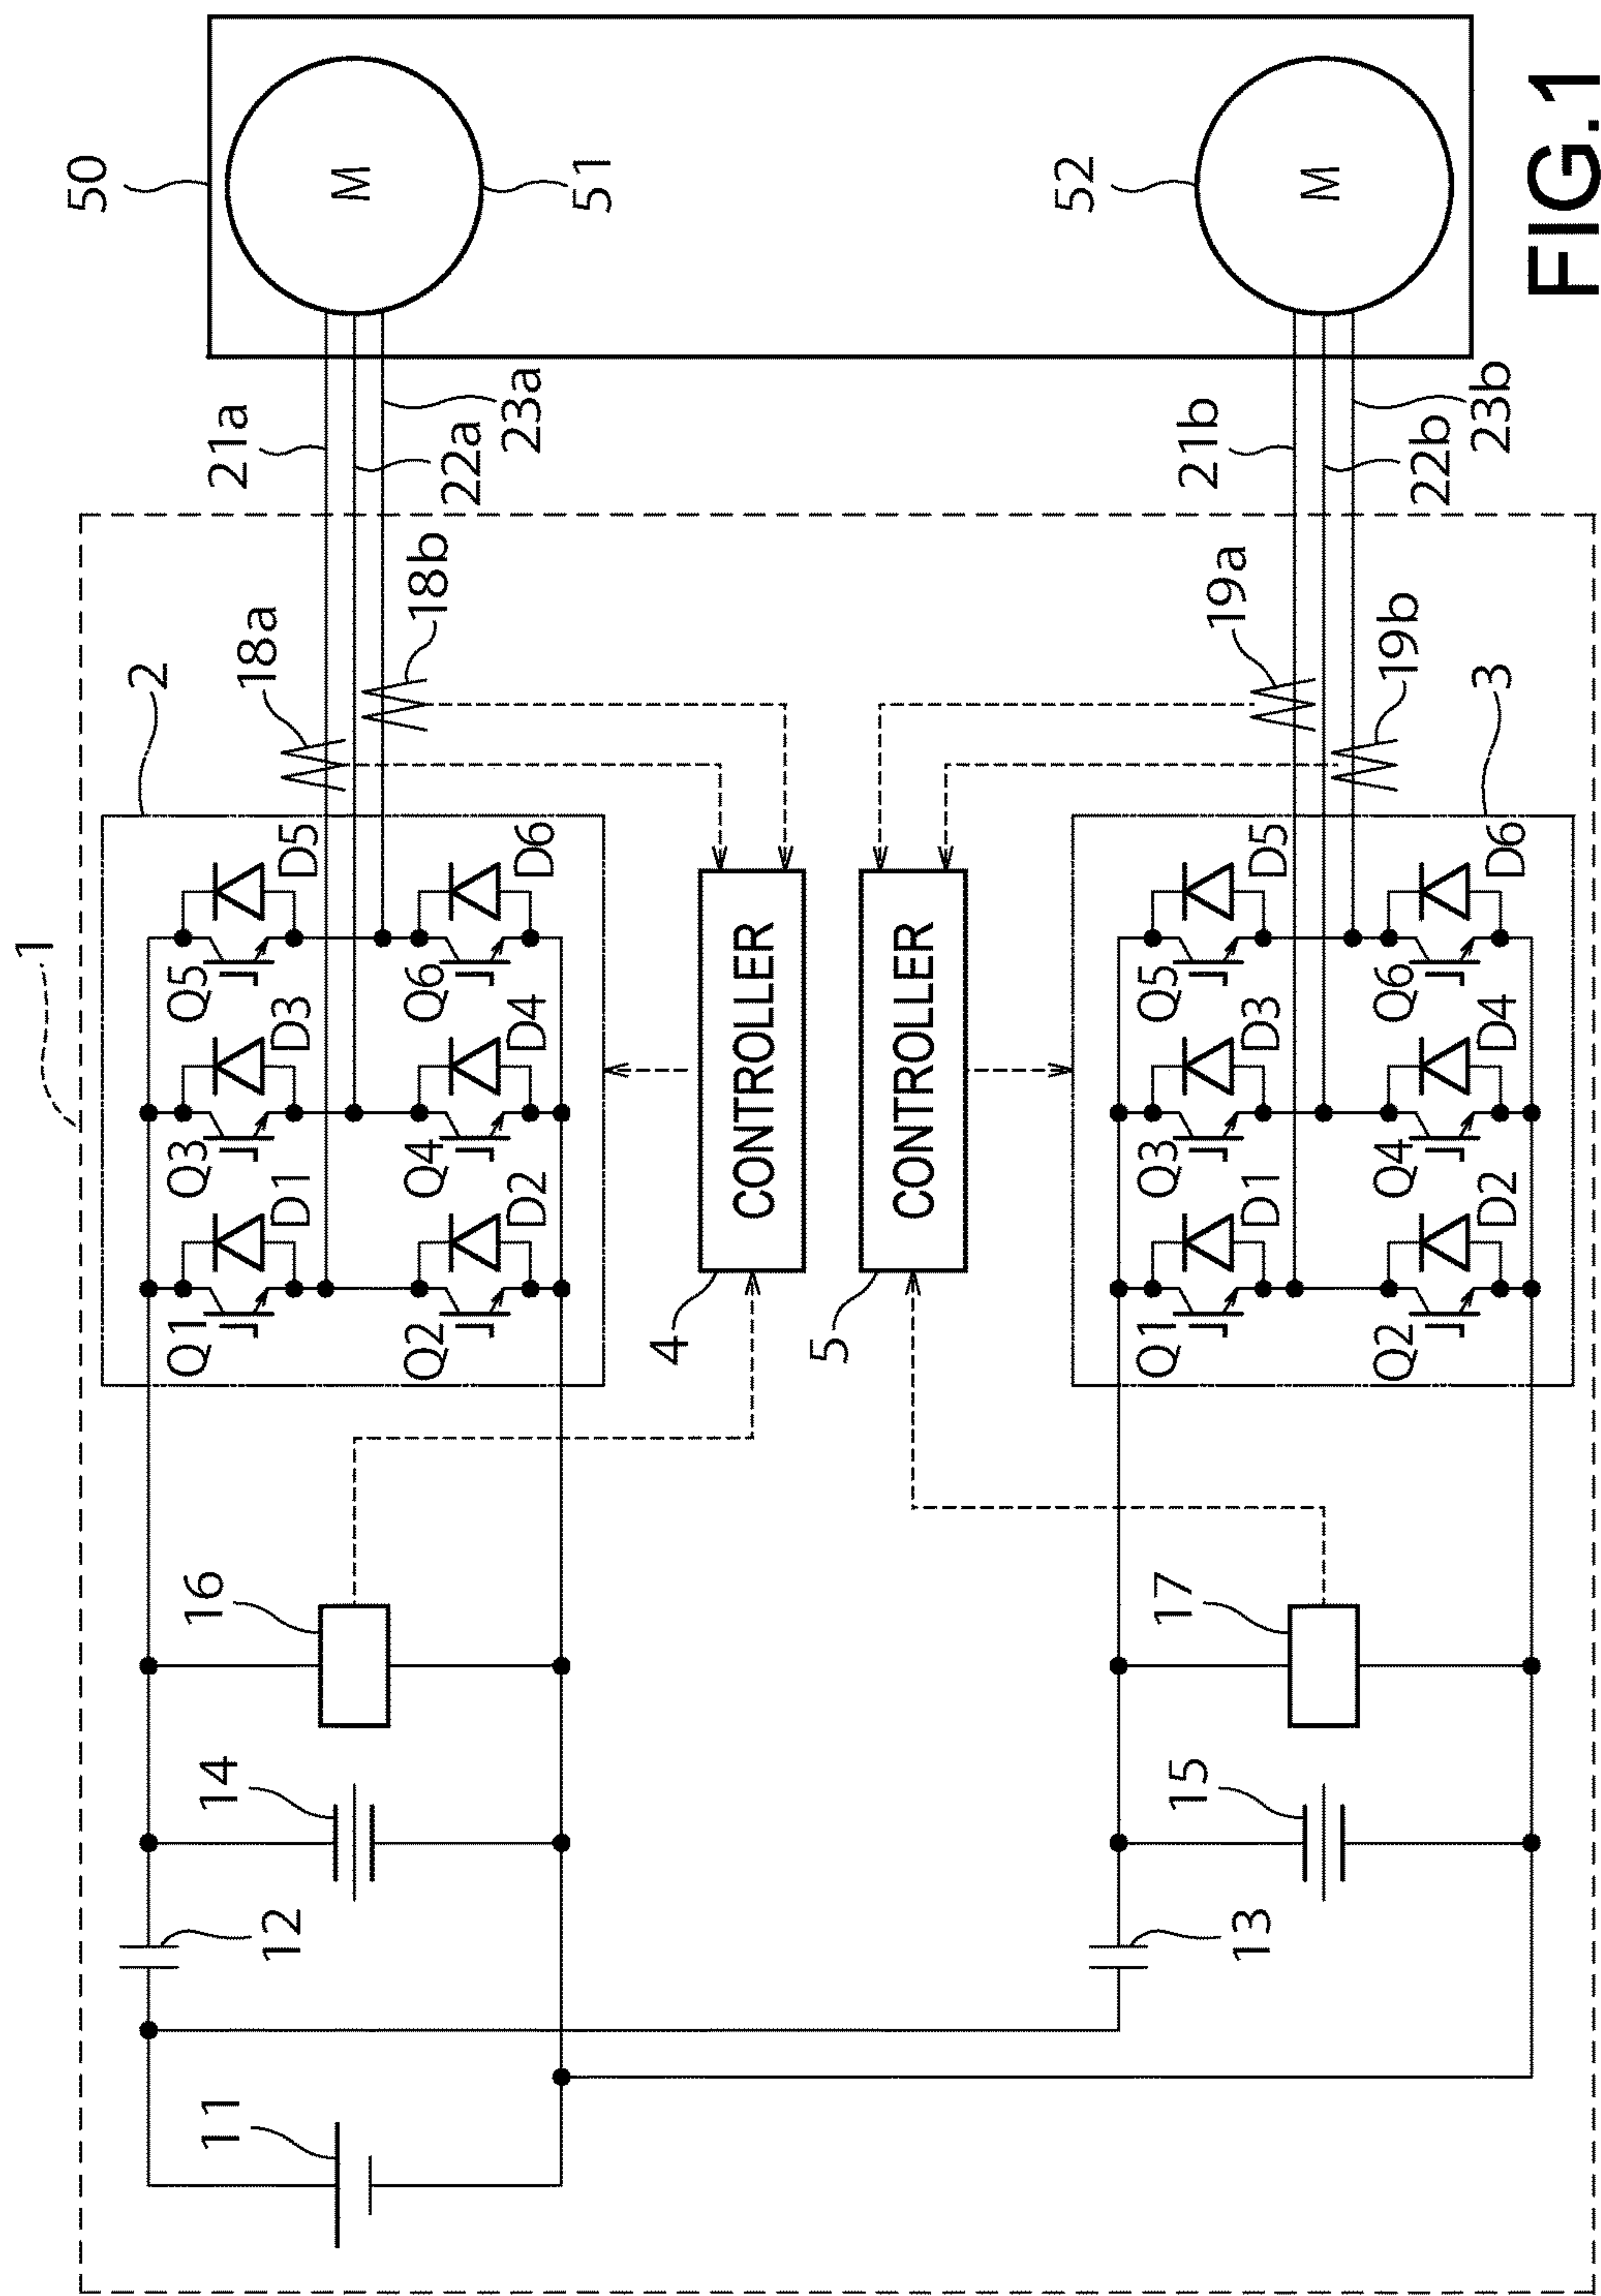 1
2
50
Q1
D1
Q3
D3
Q5
D5
18a
21a
M
11
12
14
16
Q2
D2
Q4
D4
Q6
D6
18b
22a
23a
51
4
CONTROLLER
5
CONTROLLER
3
Q1
D1
Q3
D3
Q5
D5
19a
21b
52
M
13
15
17
Q2
D2
Q4
D4
Q6
D6
19b
22b
23b
FIG.1